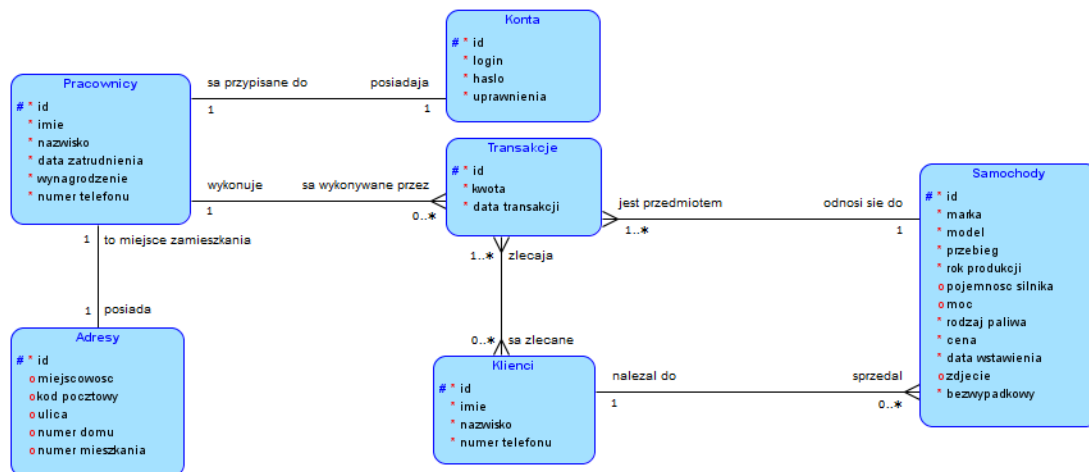 Konta
# * id
* login
* haslo
* uprawnienia
Pracownicy
# * id
* imie
* nazwisko
* data zatrudnienia
* wynagrodzenie
* numer telefonu
sa przypisane do
posiadaja
1
1
Transakcje
# * id
* kwota
* data transakcji
wykonuje
sa wykonywane przez
1
0..*
Samochody
# * id
* marka
* model
* przebieg
* rok produkcji
o pojemnosc silnika
o moc
* rodzaj paliwa
* cena
* data wstawienia
o zdjecie
* bezwypadkowy
jest przedmiotem
odnosi sie do
1..*
1
1
to miejsce zamieszkania
1
posiada
1..*
zlecaja
0..*
sa zlecane
Adresy
# * id
o miejscowosc
o kod pocztowy
o ulica
o numer domu
o numer mieszkania
Klienci
# * id
* imie
* nazwisko
* numer telefonu
nalezal do
sprzedal
1
0..*